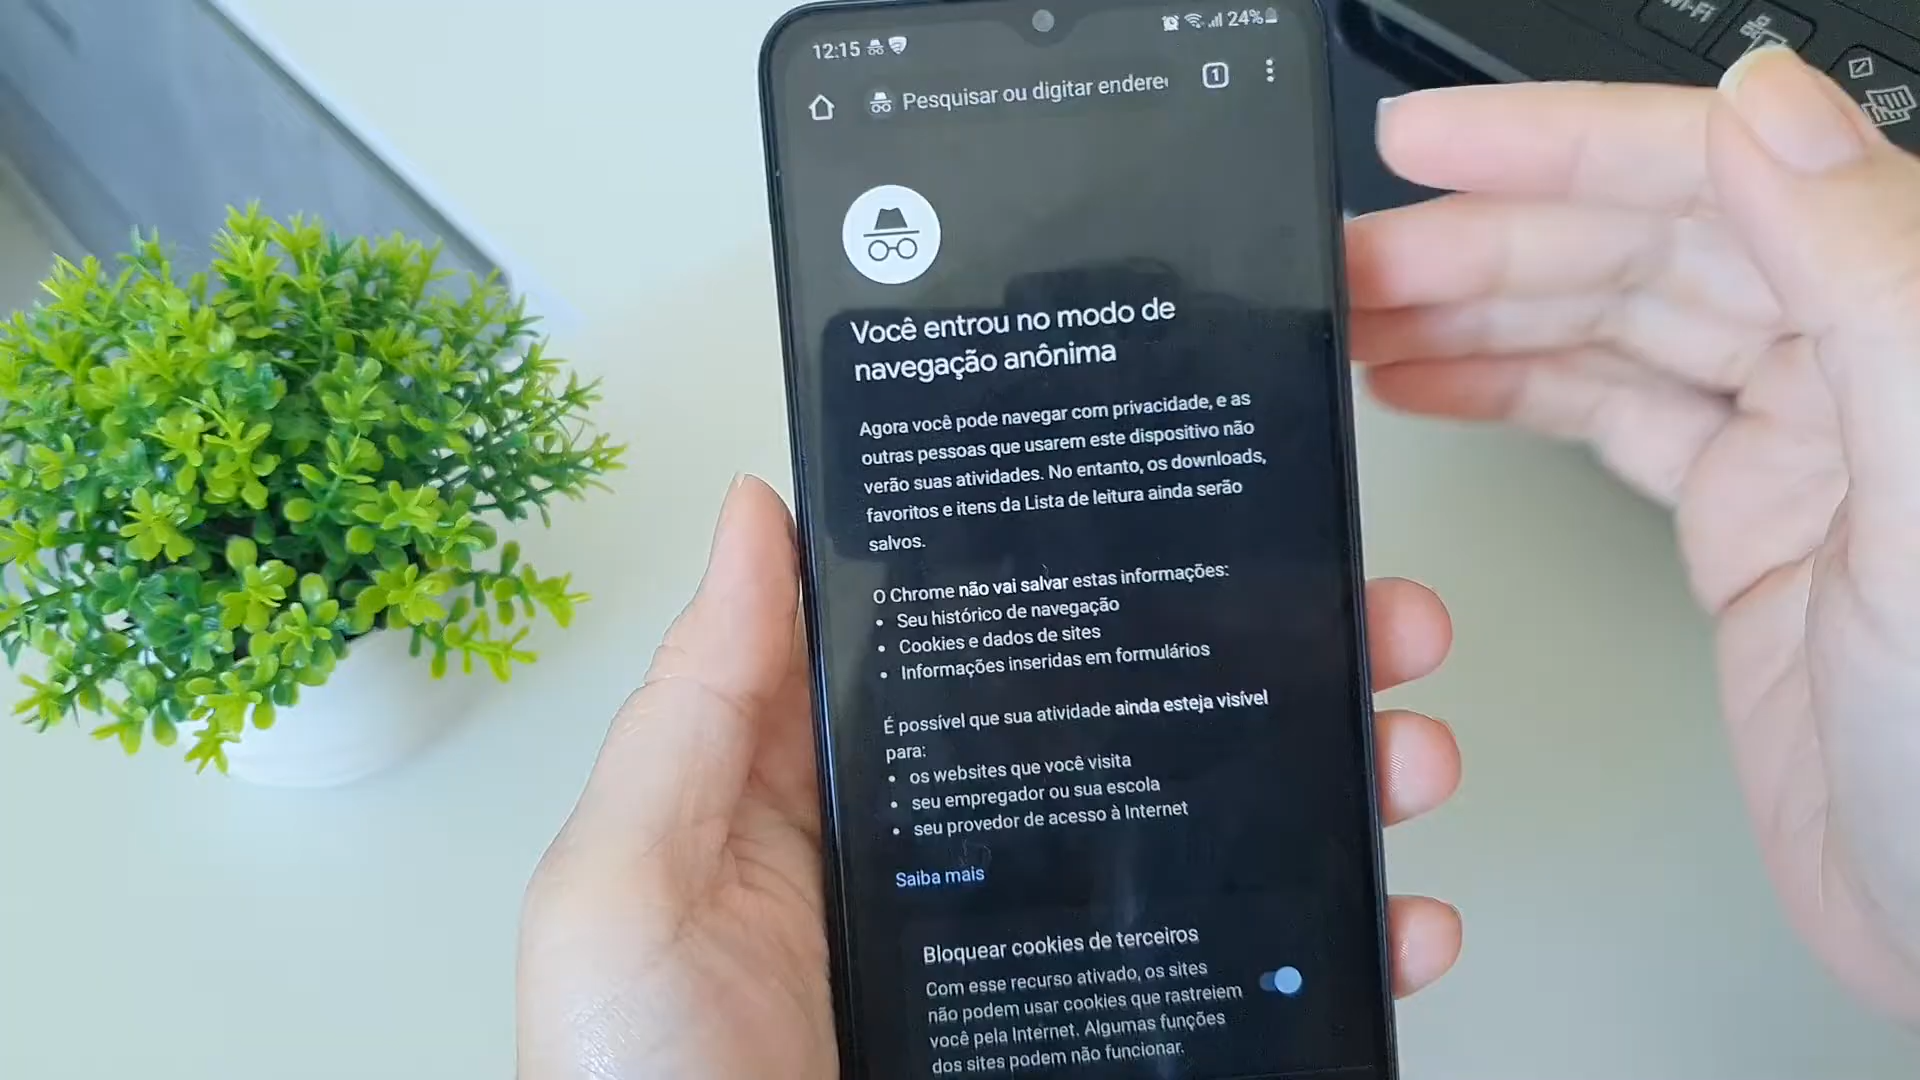 Wi-Fi
12:15
24%
Pesquisar ou digitar endere
1
Você entrou no modo de
navegação anônima
Agora você pode navegar com privacidade, e as
outras pessoas que usarem este dispositivo não
verão suas atividades. No entanto, os downloads,
favoritos e itens da Lista de leitura ainda serão
salvos.
O Chrome não vai salvar estas informações:
• Seu histórico de navegação
• Cookies e dados de sites
• Informações inseridas em formulários
É possível que sua atividade ainda esteja visível
para:
• os websites que você visita
• seu empregador ou sua escola
• seu provedor de acesso à Internet
Saiba mais
Bloquear cookies de terceiros
Com esse recurso ativado, os sites
não podem usar cookies que rastreiem
você pela Internet. Algumas funções
dos sites podem não funcionar.